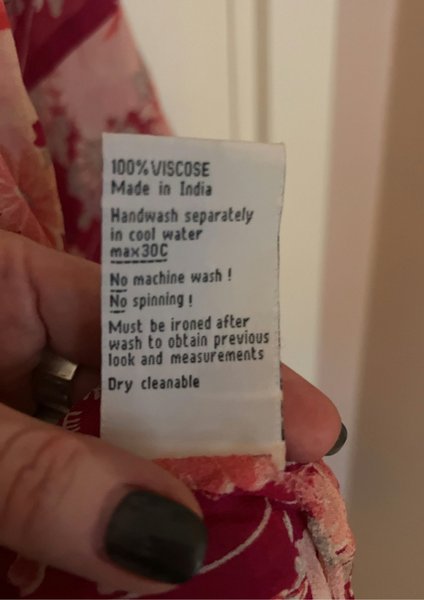 100% VISCOSE
Made in India
Handwash separately
in cool water
max30C
No machine wash !
No spinning !
Must be ironed after
wash to obtain previous
look and measurements
Dry cleanable